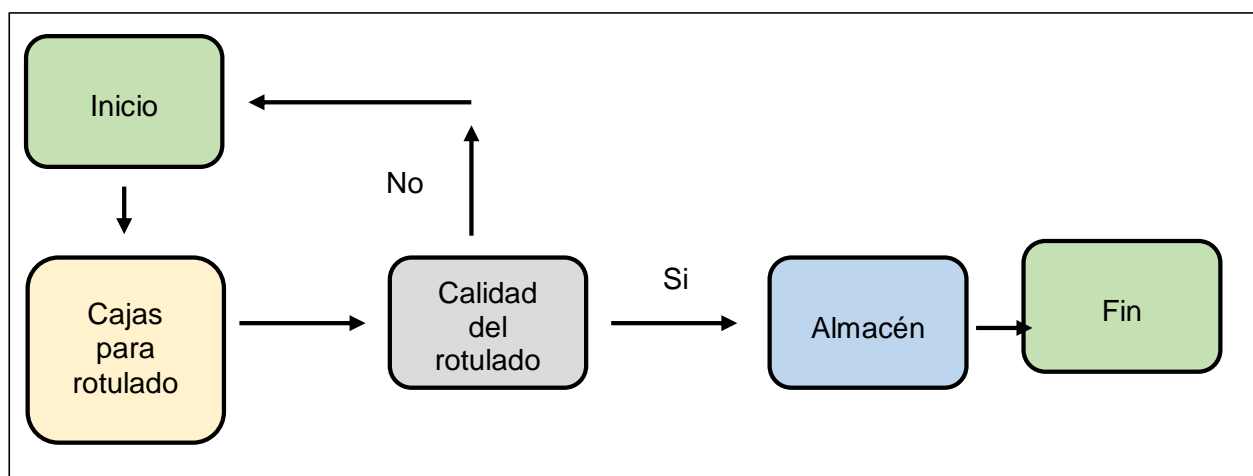 Inicio
No
Cajas
para
rotulado
Calidad
del
rotulado
Si
Almacén
Fin